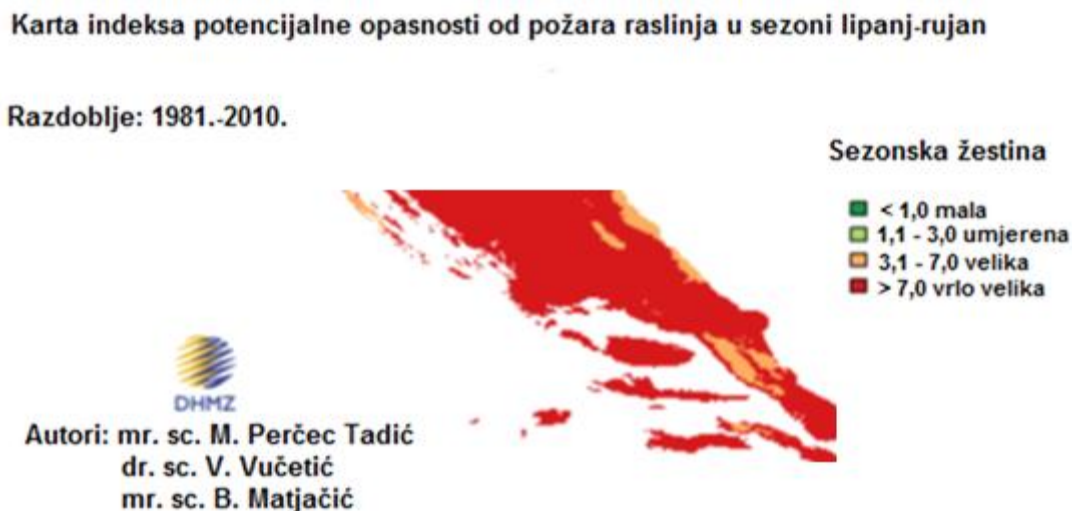 Karta indeksa potencijalne opasnosti od požara raslinja u sezoni lipanj-rujan
Razdoblje: 1981.-2010.
Sezonska žestina
< 1,0 mala
1,1 - 3,0 umjerena
3,1 - 7,0 velika
> 7,0 vrlo velika
DHMZ
Autori: mr. sc. M. Perčec Tadić
dr. sc. V. Vučetić
mr. sc. B. Matjačić